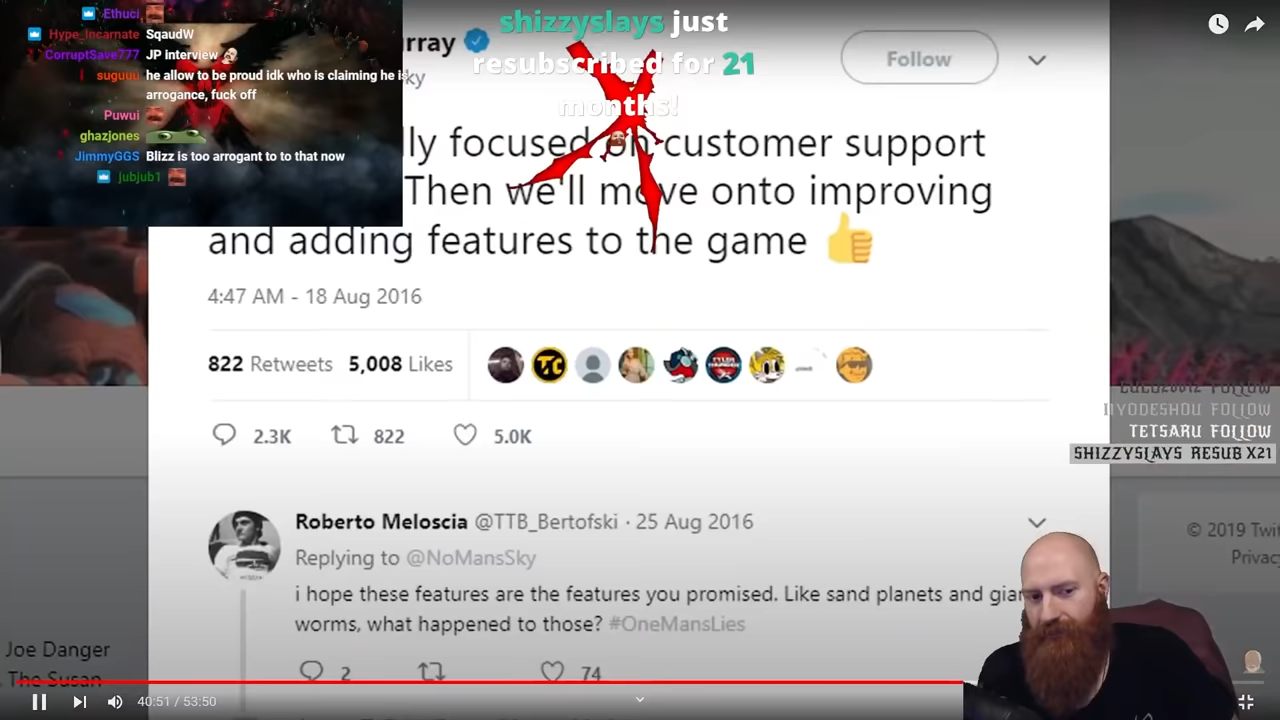 Ethuci
Hype_Incarnate SqaudW
CorruptSave777 JP interview
suguuu he allow to be proud idk who is claiming he is
arrogance, fuck off
Puwui
ghazjones
JimmyGGS Blizz is too arrogant to to that now
jubjub1
shizzyslays just
resubscribed for 21
months!
rray
ky
Follow
lly focused on customer support
Then we'll move onto improving
and adding features to the game
4:47 AM - 18 Aug 2016
822 Retweets 5,008 Likes
2.3K 822 5.0K
FOLLOW
FOLLOW
TETSARU FOLLOW
SHIZZYSLAYS RESUB X21
Roberto Meloscia @TTB_Bertofski · 25 Aug 2016
Replying to @NoMansSky
i hope these features are the features you promised. Like sand planets and gian
worms, what happened to those? #OneMansLies
2 74
© 2019 Twi
Privac
Joe Danger
The Susan
40:51 / 53:50